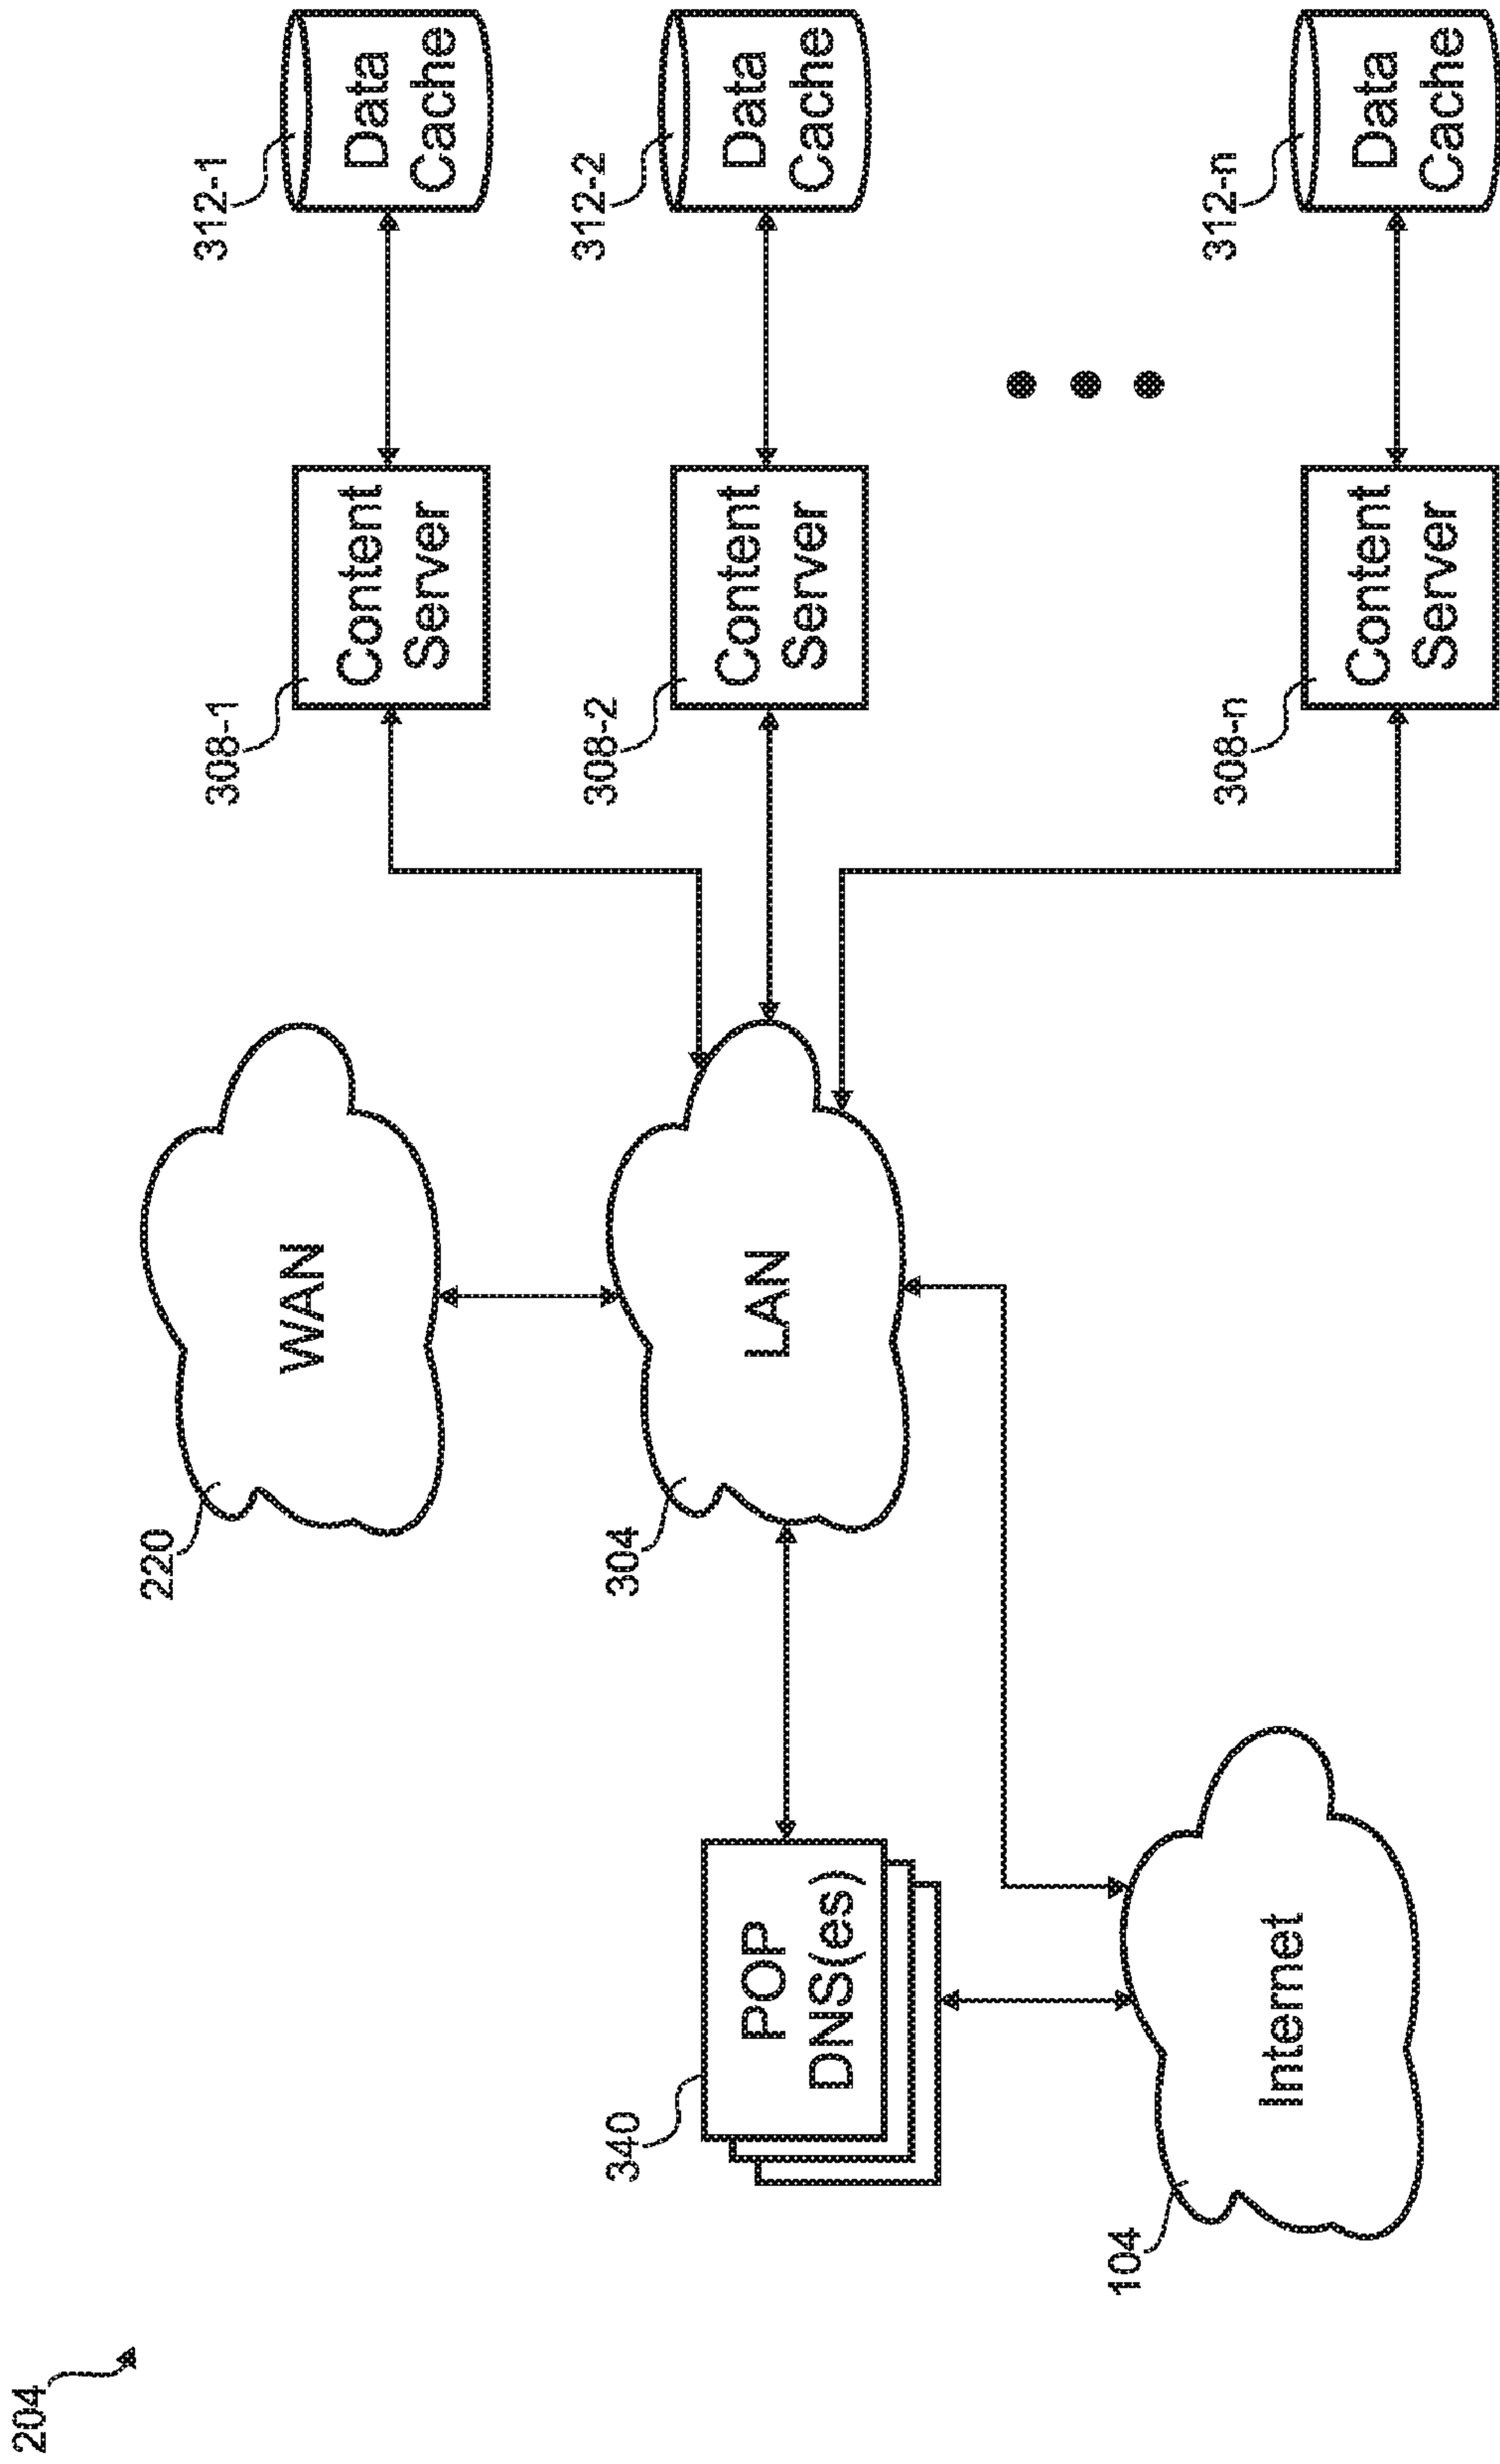 204
220
WAN
312-1
Data
Cache
308-1
Content
Server
312-2
Data
Cache
308-2
Content
Server
304
LAN
340
POP
DNS(es)
104
Internet
312-n
Data
Cache
308-n
Content
Server